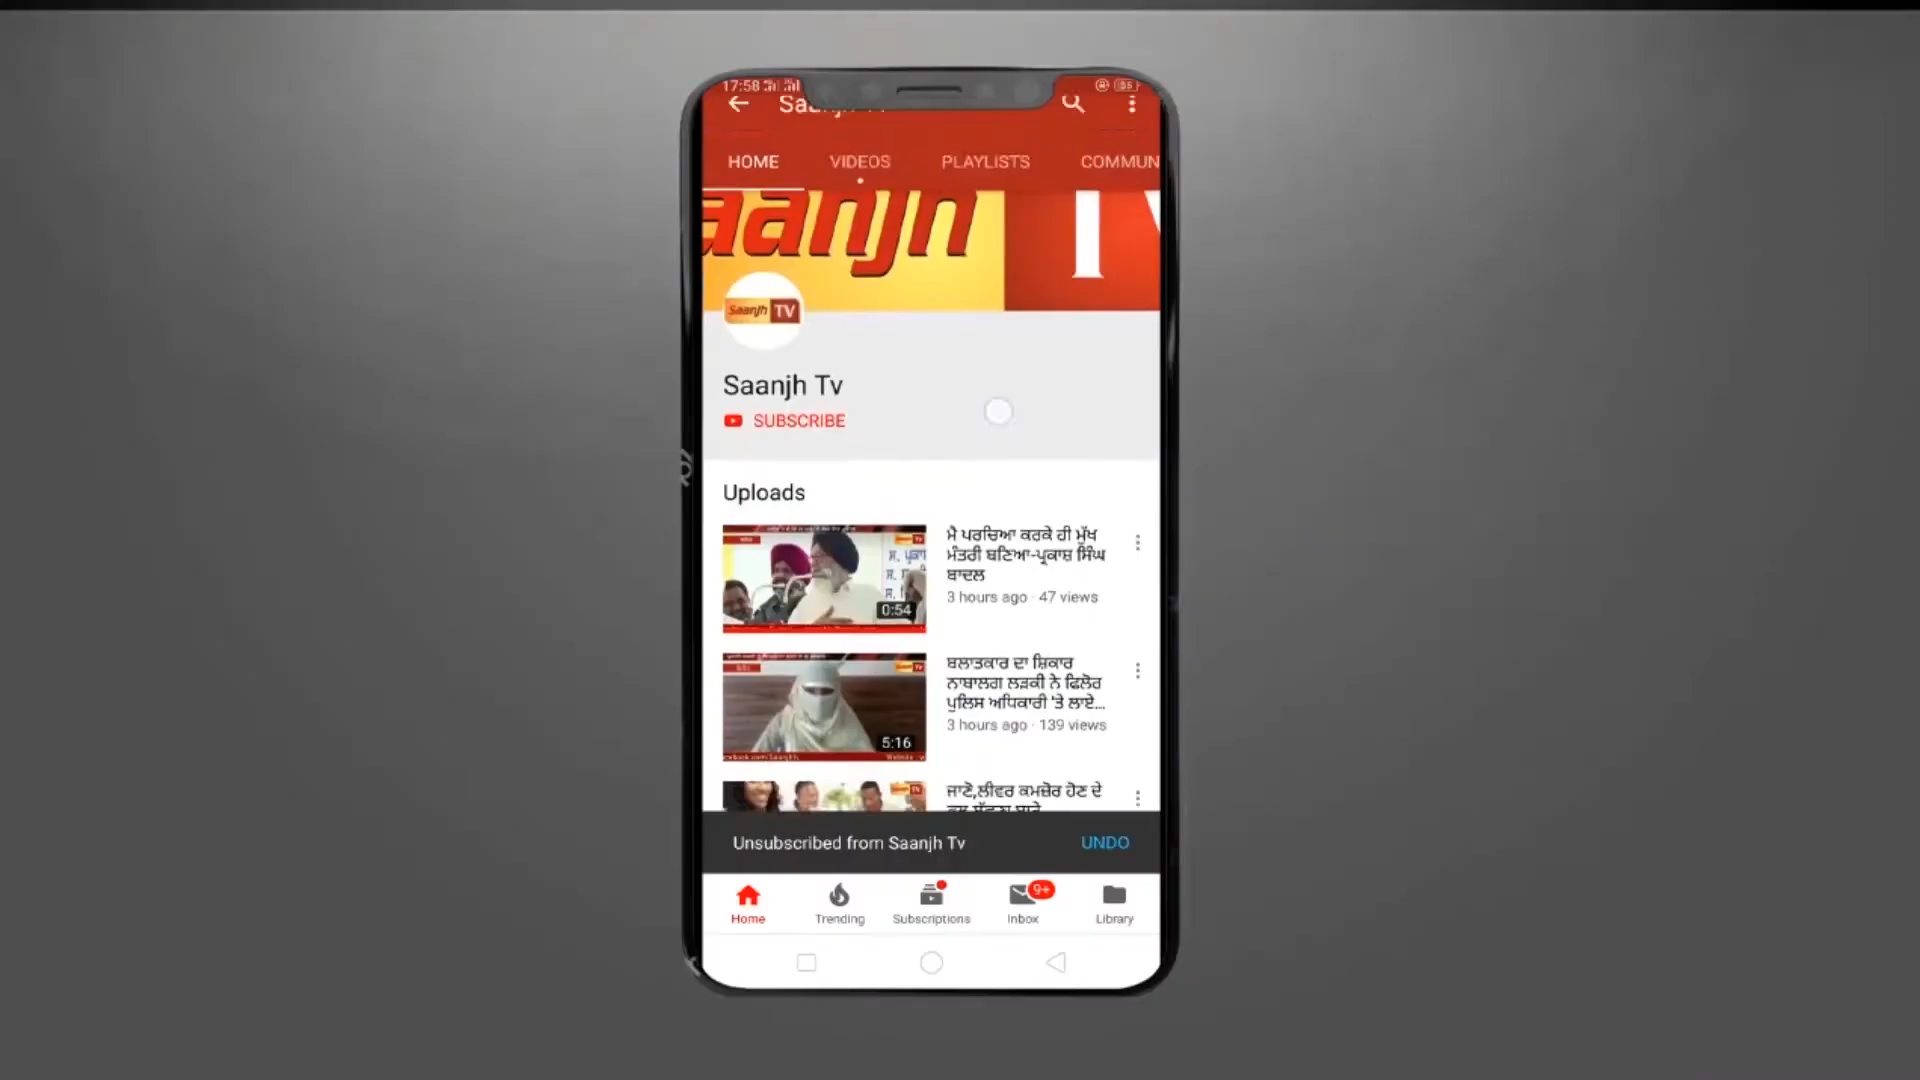 17:58
HOME VIDEOS PLAYLISTS COMMUN
aanjh TV
Saanjh TV
Saanjh Tv
SUBSCRIBE
Uploads
ਮੈ ਪਰਚਿਆ ਕਰਕੇ ਹੀ ਮੁੱਖ
ਮੰਤਰੀ ਬਣਿਆ-ਪ੍ਰਕਾਸ਼ ਸਿੰਘ
ਬਾਦਲ
3 hours ago · 47 views
0:54
ਬਲਾਤਕਾਰ ਦਾ ਸ਼ਿਕਾਰ
ਨਾਬਾਲਗ ਲੜਕੀ ਨੇ ਫਿਲੋਰ
ਪੁਲਿਸ ਅਧਿਕਾਰੀ 'ਤੇ ਲਾਏ...
3 hours ago · 139 views
5:16
ਜਾਣੋ,ਲੀਵਰ ਕਮਜ਼ੋਰ ਹੋਣ ਦੇ
Unsubscribed from Saanjh Tv UNDO
9+
Home Trending Subscriptions Inbox Library